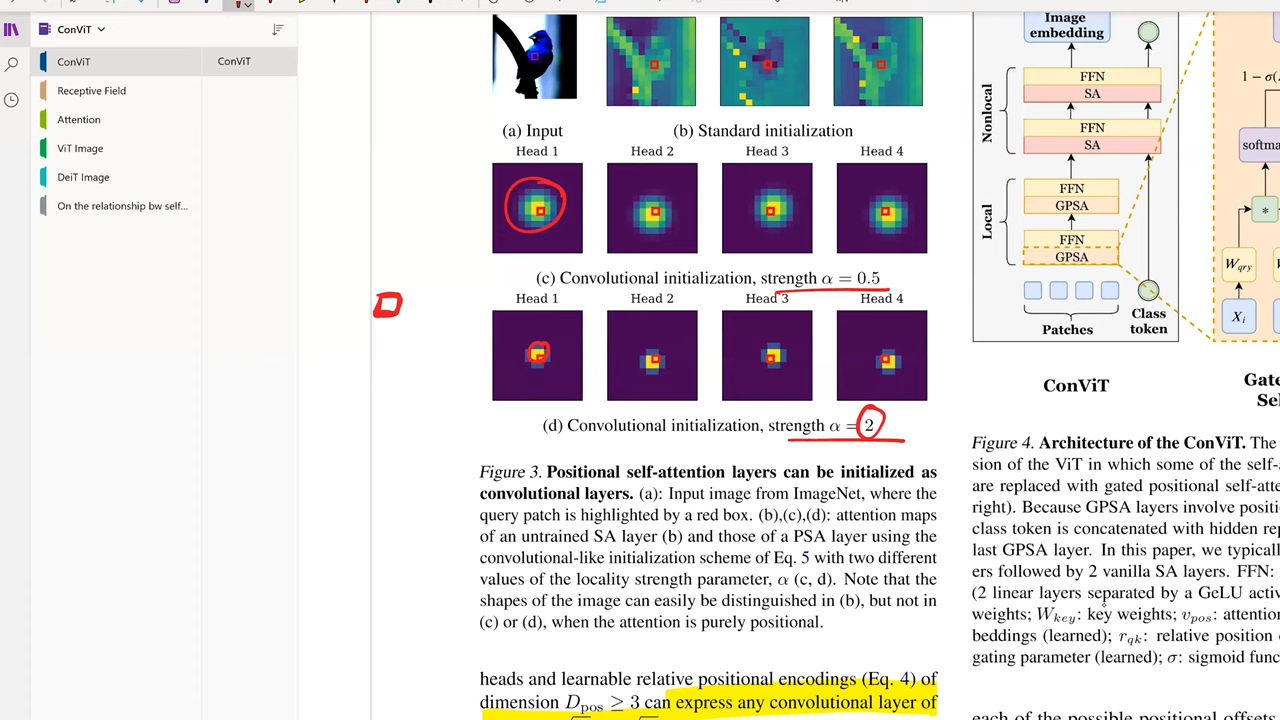 ConViT
ConViT
ConViT
Receptive Field
Attention
ViT Image
DeiT Image
On the relationship bw self...
(a) Input
(b) Standard initialization
Head 1
Head 2
Head 3
Head 4
(c) Convolutional initialization, strength α = 0.5
Head 1
Head 2
Head 3
Head 4
(d) Convolutional initialization, strength α = 2
Figure 3. Positional self-attention layers can be initialized as
convolutional layers. (a): Input image from ImageNet, where the
query patch is highlighted by a red box. (b),(c),(d): attention maps
of an untrained SA layer (b) and those of a PSA layer using the
convolutional-like initialization scheme of Eq. 5 with two different
values of the locality strength parameter, α (c, d). Note that the
shapes of the image can easily be distinguished in (b), but not in
(c) or (d), when the attention is purely positional.
heads and learnable relative positional encodings (Eq. 4) of
dimension D_pos ≥ 3 can express any convolutional layer of
Image
embedding
Nonlocal
FFN
SA
FFN
SA
Local
FFN
GPSA
FFN
GPSA
Patches
Class
token
ConViT
1 − σ(
softma
*
W_qry
X_i
Gate
Sel
Figure 4. Architecture of the ConViT. The
sion of the ViT in which some of the self-a
are replaced with gated positional self-atte
right). Because GPSA layers involve positi
class token is concatenated with hidden rep
last GPSA layer. In this paper, we typicall
ers followed by 2 vanilla SA layers. FFN:
(2 linear layers separated by a GeLU activ
weights; W_key: key weights; v_pos: attentio
beddings (learned); r_qk: relative position e
gating parameter (learned); σ: sigmoid func
each of the possible positional offsets